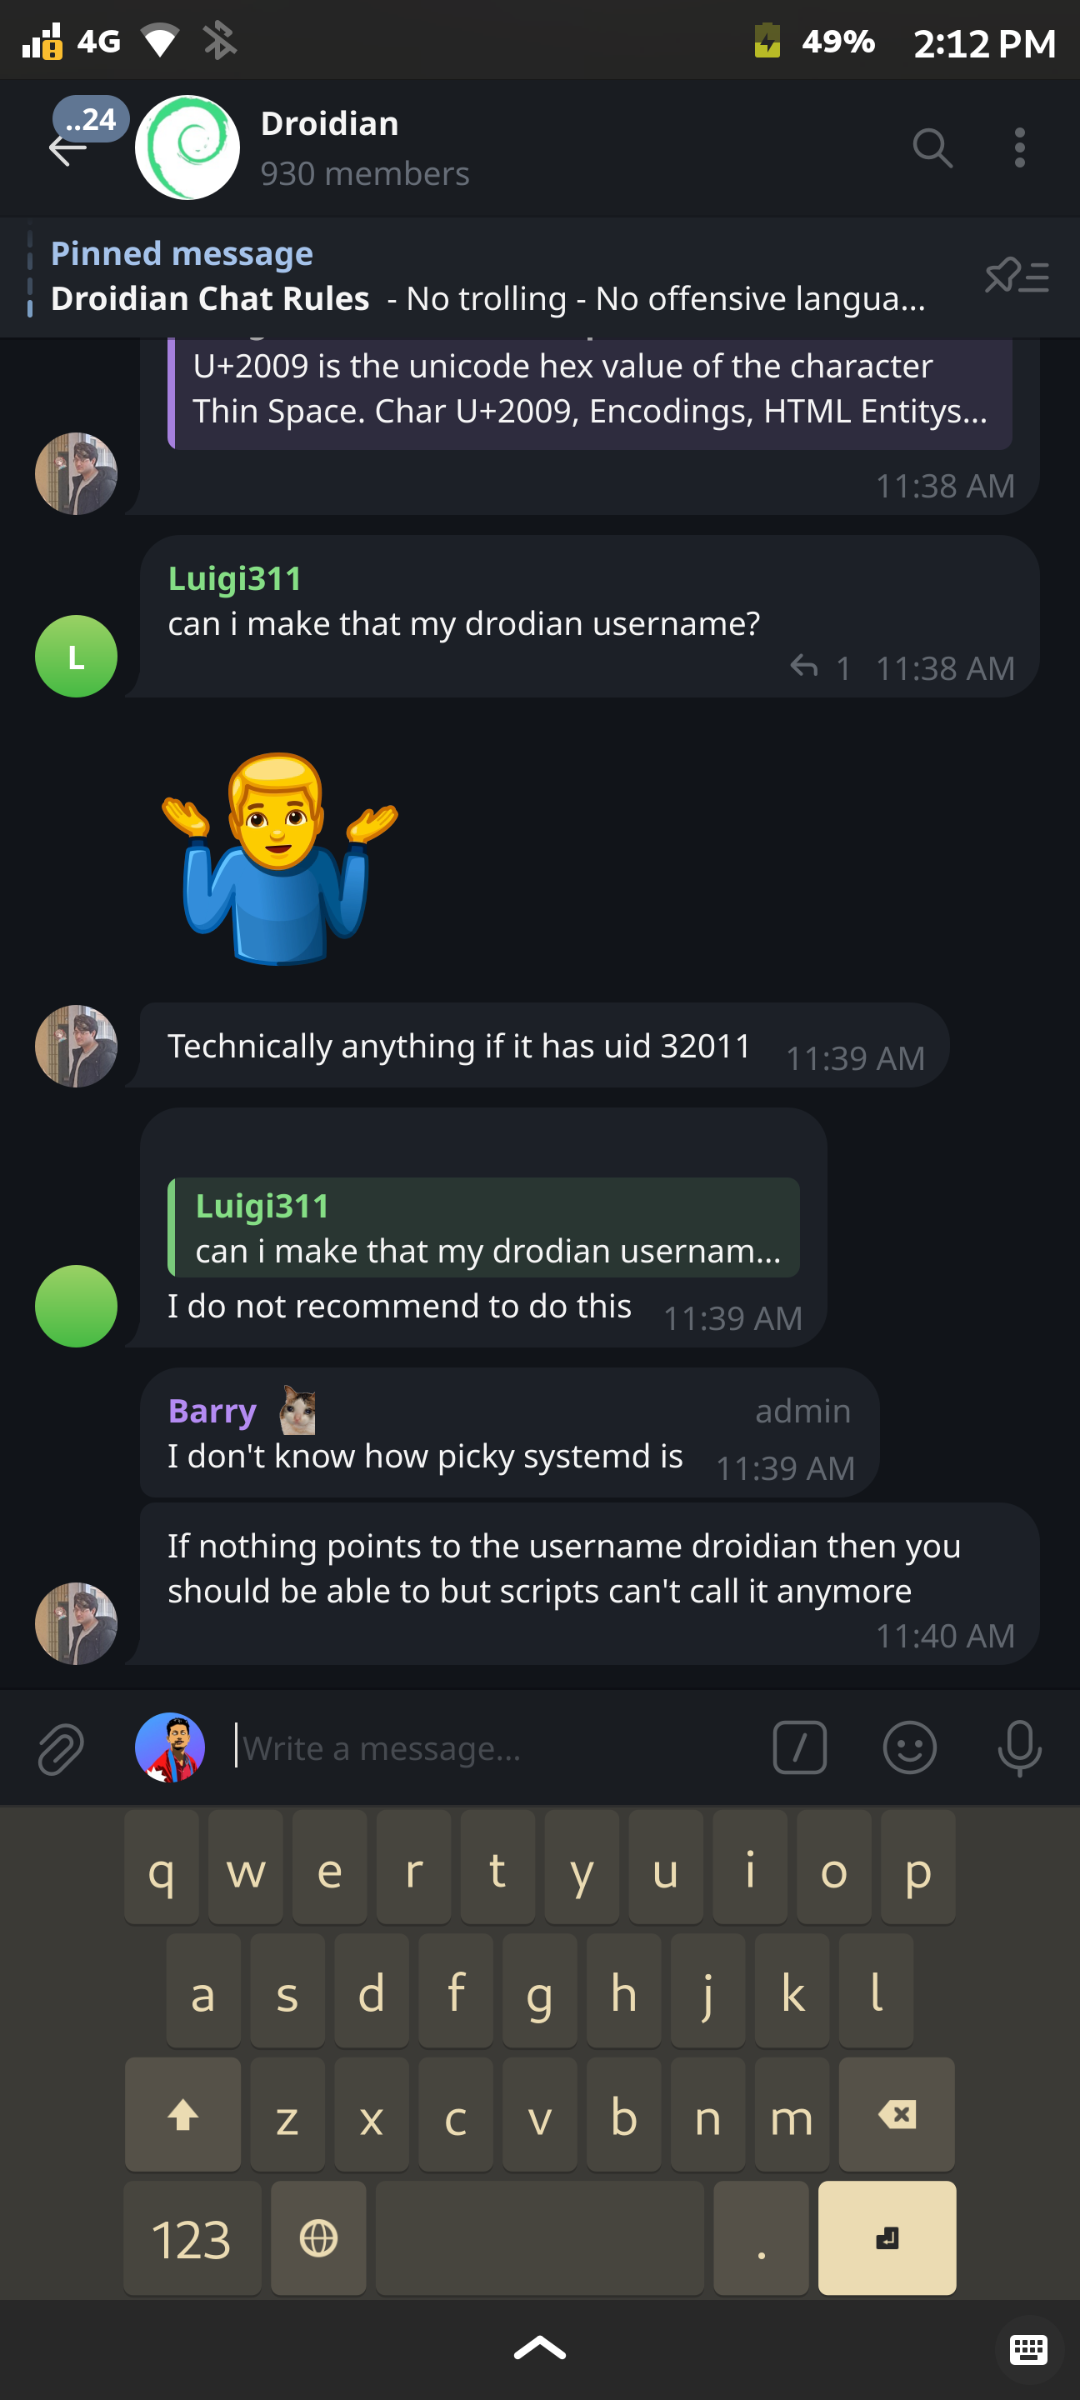 4G
49%
2:12 PM
..24
Droidian
930 members
Pinned message
Droidian Chat Rules - No trolling - No offensive langua...
U+2009 is the unicode hex value of the character
Thin Space. Char U+2009, Encodings, HTML Entitys...
11:38 AM
Luigi311
can i make that my drodian username?
1 11:38 AM
L
Technically anything if it has uid 32011
11:39 AM
Luigi311
can i make that my drodian usernam...
I do not recommend to do this
11:39 AM
Barry
admin
I don't know how picky systemd is
11:39 AM
If nothing points to the username droidian then you
should be able to but scripts can't call it anymore
11:40 AM
Write a message...
/
q w e r t y u i o p
a s d f g h j k l
z x c v b n m
123 .